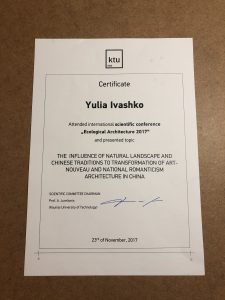 ktu
Certificate
Yulia Ivashko
Attended international scientific conference
„Ecological Architecture 2017"
and presented topic
THE INFLUENCE OF NATURAL LANDSCAPE AND
CHINESE TRADITIONS TO TRANSFORMATION OF ART-
NOUVEAU AND NATIONAL ROMANTICISM
ARCHITECTURE IN CHINA
SCIENTIFIC COMMITTEE CHAIRMAN
Prof.
University of Technology
23rd of November, 2017